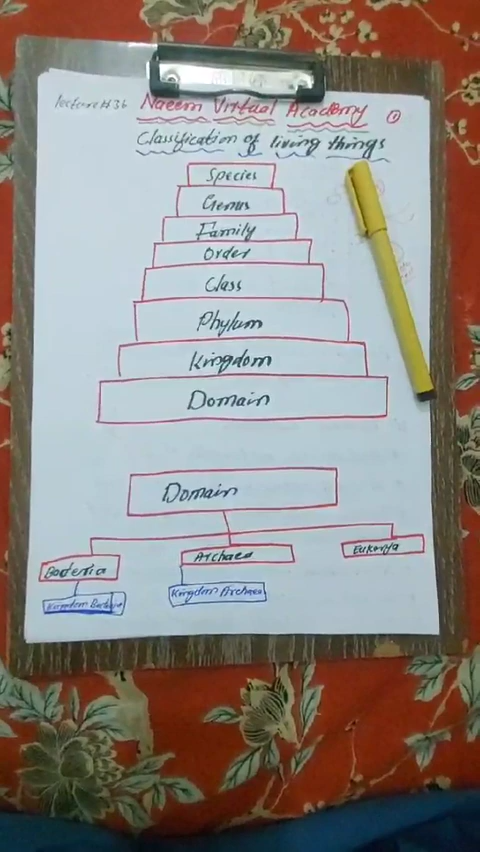 lecture#36 Naeem Virtual Academy 1
Classification of living things
Species
Genus
Family
Order
Class
Phylum
Kingdom
Domain
Domain
Bacteria Archaea Eukarya
Kingdom Bacteria Kingdom Archaea